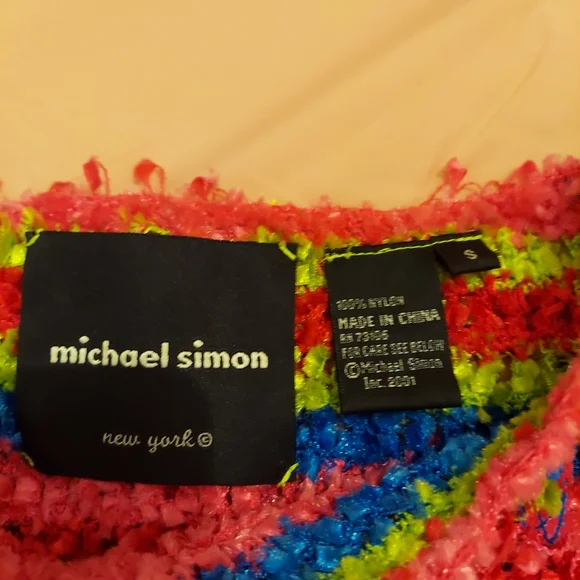 michael simon
new york©
S
100% NYLON
MADE IN CHINA
RN 73106
FOR CARE SEE BELOW
©Michael Simon
Inc. 2001